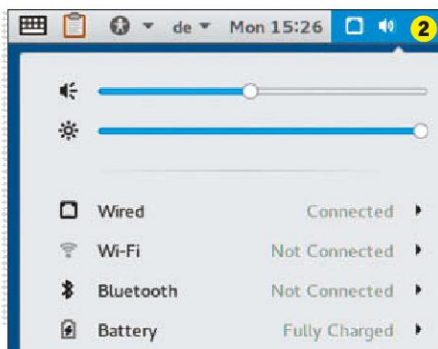 de Mon 15:26 2
Wired Connected
Wi-Fi Not Connected
Bluetooth Not Connected
Battery Fully Charged